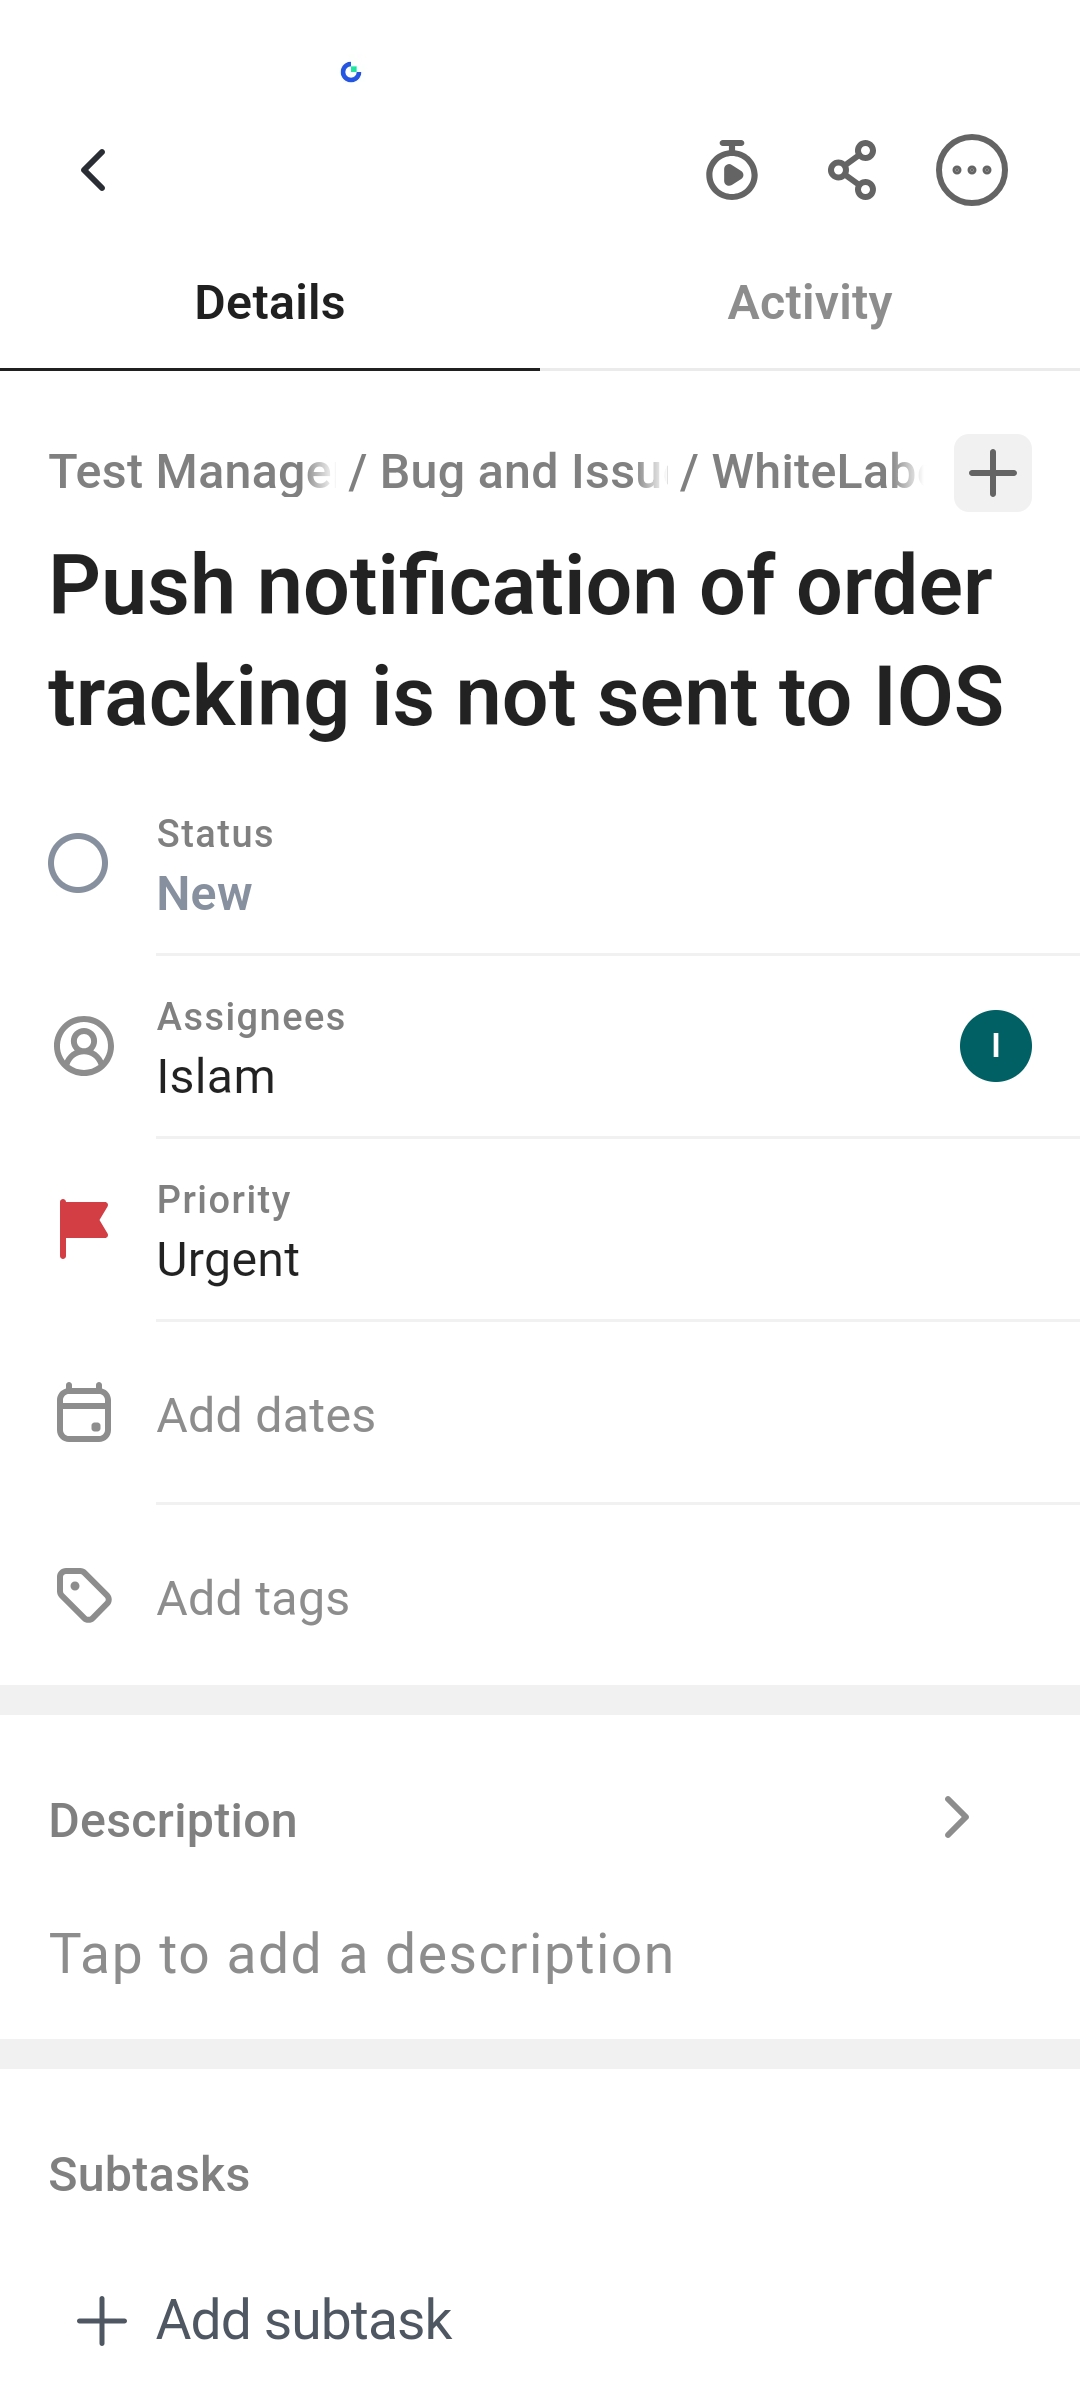 Details
Activity
Test Manage / Bug and Issu / WhiteLab
Push notification of order
tracking is not sent to IOS
Status
New
Assignees
Islam
I
Priority
Urgent
Add dates
Add tags
Description
Tap to add a description
Subtasks
Add subtask